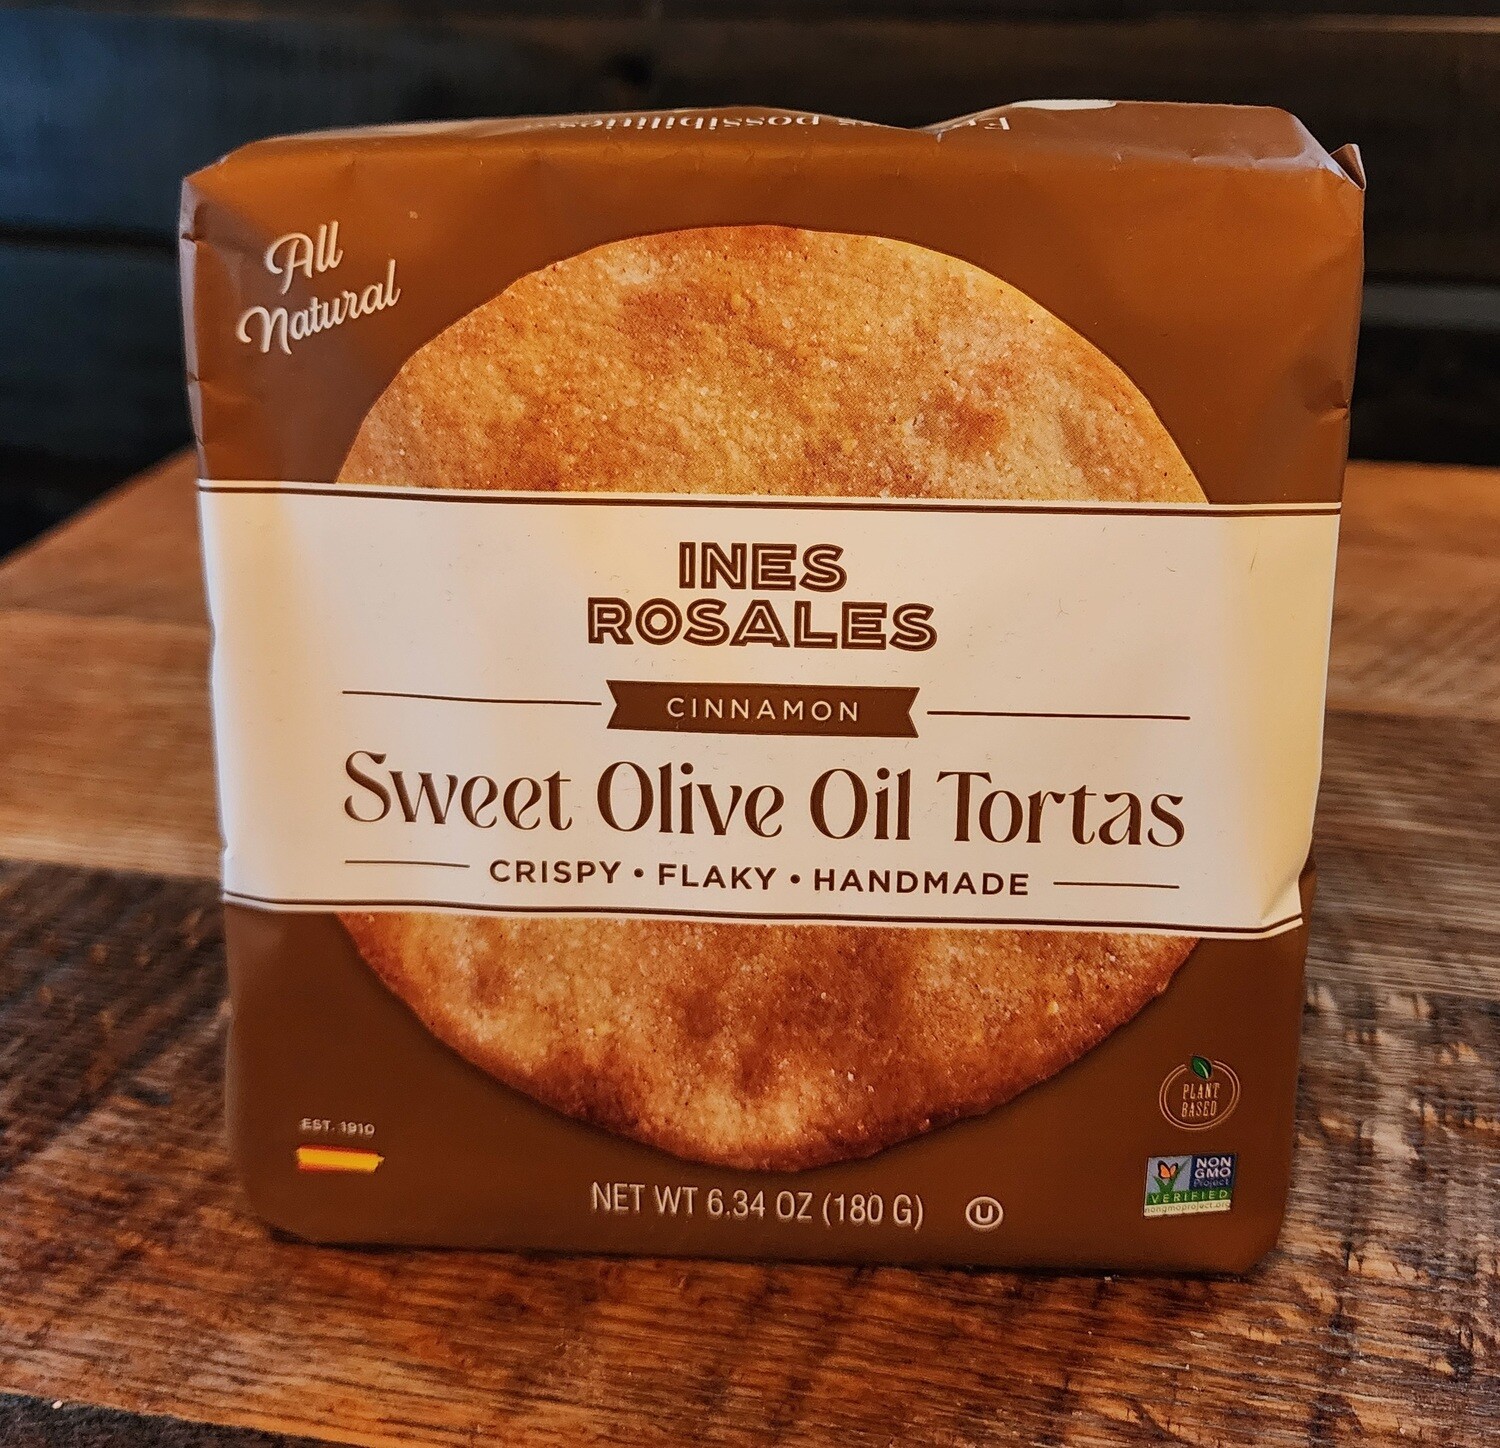 possibilities
All
Natural
INES
ROSALES
CINNAMON
Sweet Olive Oil Tortas
CRISPY • FLAKY • HANDMADE
PLANT
BASED
EST. 1910
NON
GMO
Project
VERIFIED
nongmoproject.org
NET WT 6.34 OZ (180 G)
U